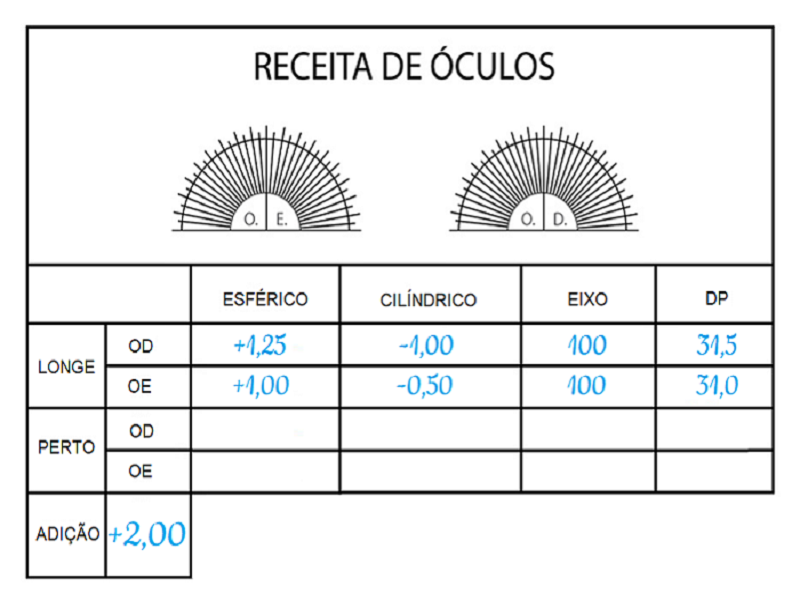 RECEITA DE ÓCULOS
O. E. O. D.
ESFÉRICO CILÍNDRICO EIXO DP
LONGE OD +1,25 -1,00 100 31,5
OE +1,00 -0,50 100 31,0
PERTO OD
OE
ADIÇÃO +2,00